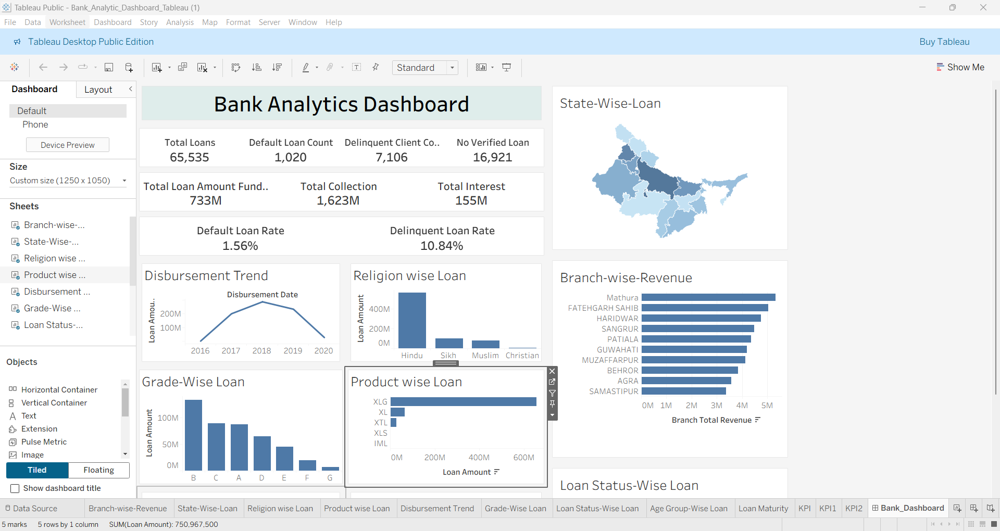 Tableau Public - Bank_Analytic_Dashboard_Tableau (1)
File Data Worksheet Dashboard Story Analysis Map Format Server Window Help
Tableau Desktop Public Edition
Buy Tableau
Standard
Show Me
Dashboard
Layout
Default
Phone
Device Preview
Size
Custom size (1250 x 1050)
Sheets
Branch-wise-...
State-Wise-...
Religion wise ...
Product wise ...
Disbursement ...
Grade-Wise ...
Loan Status-...
Objects
Horizontal Container
Vertical Container
Text
Extension
Pulse Metric
Image
Tiled
Floating
Show dashboard title
Bank Analytics Dashboard
Total Loans
65,535
Default Loan Count
1,020
Delinquent Client Co..
7,106
No Verified Loan
16,921
Total Loan Amount Fund..
733M
Total Collection
1,623M
Total Interest
155M
Default Loan Rate
1.56%
Delinquent Loan Rate
10.84%
Disbursement Trend
Disbursement Date
Loan Amou..
200M
100M
2016 2017 2018 2019 2020
Religion wise Loan
Loan Amount
400M
200M
0M
Hindu Sikh Muslim Christian
Grade-Wise Loan
Loan Amount
100M
50M
0M
B C A D E F G
Product wise Loan
XLG
XL
XTL
XLS
IML
0M 200M 400M 600M
Loan Amount
State-Wise-Loan
Branch-wise-Revenue
Mathura
FATEHGARH SAHIB
HARIDWAR
SANGRUR
PATIALA
GUWAHATI
MUZAFFARPUR
BEHROR
AGRA
SAMASTIPUR
0M 1M 2M 3M 4M 5M
Branch Total Revenue
Loan Status-Wise Loan
Data Source
Branch-wise-Revenue
State-Wise-Loan
Religion wise Loan
Product wise Loan
Disbursement Trend
Grade-Wise Loan
Loan Status-Wise Loan
Age Group-Wise Loan
Loan Maturity
KPI
KPI1
KPI2
Bank_Dashboard
5 marks
5 rows by 1 column
SUM(Loan Amount): 750,967,500